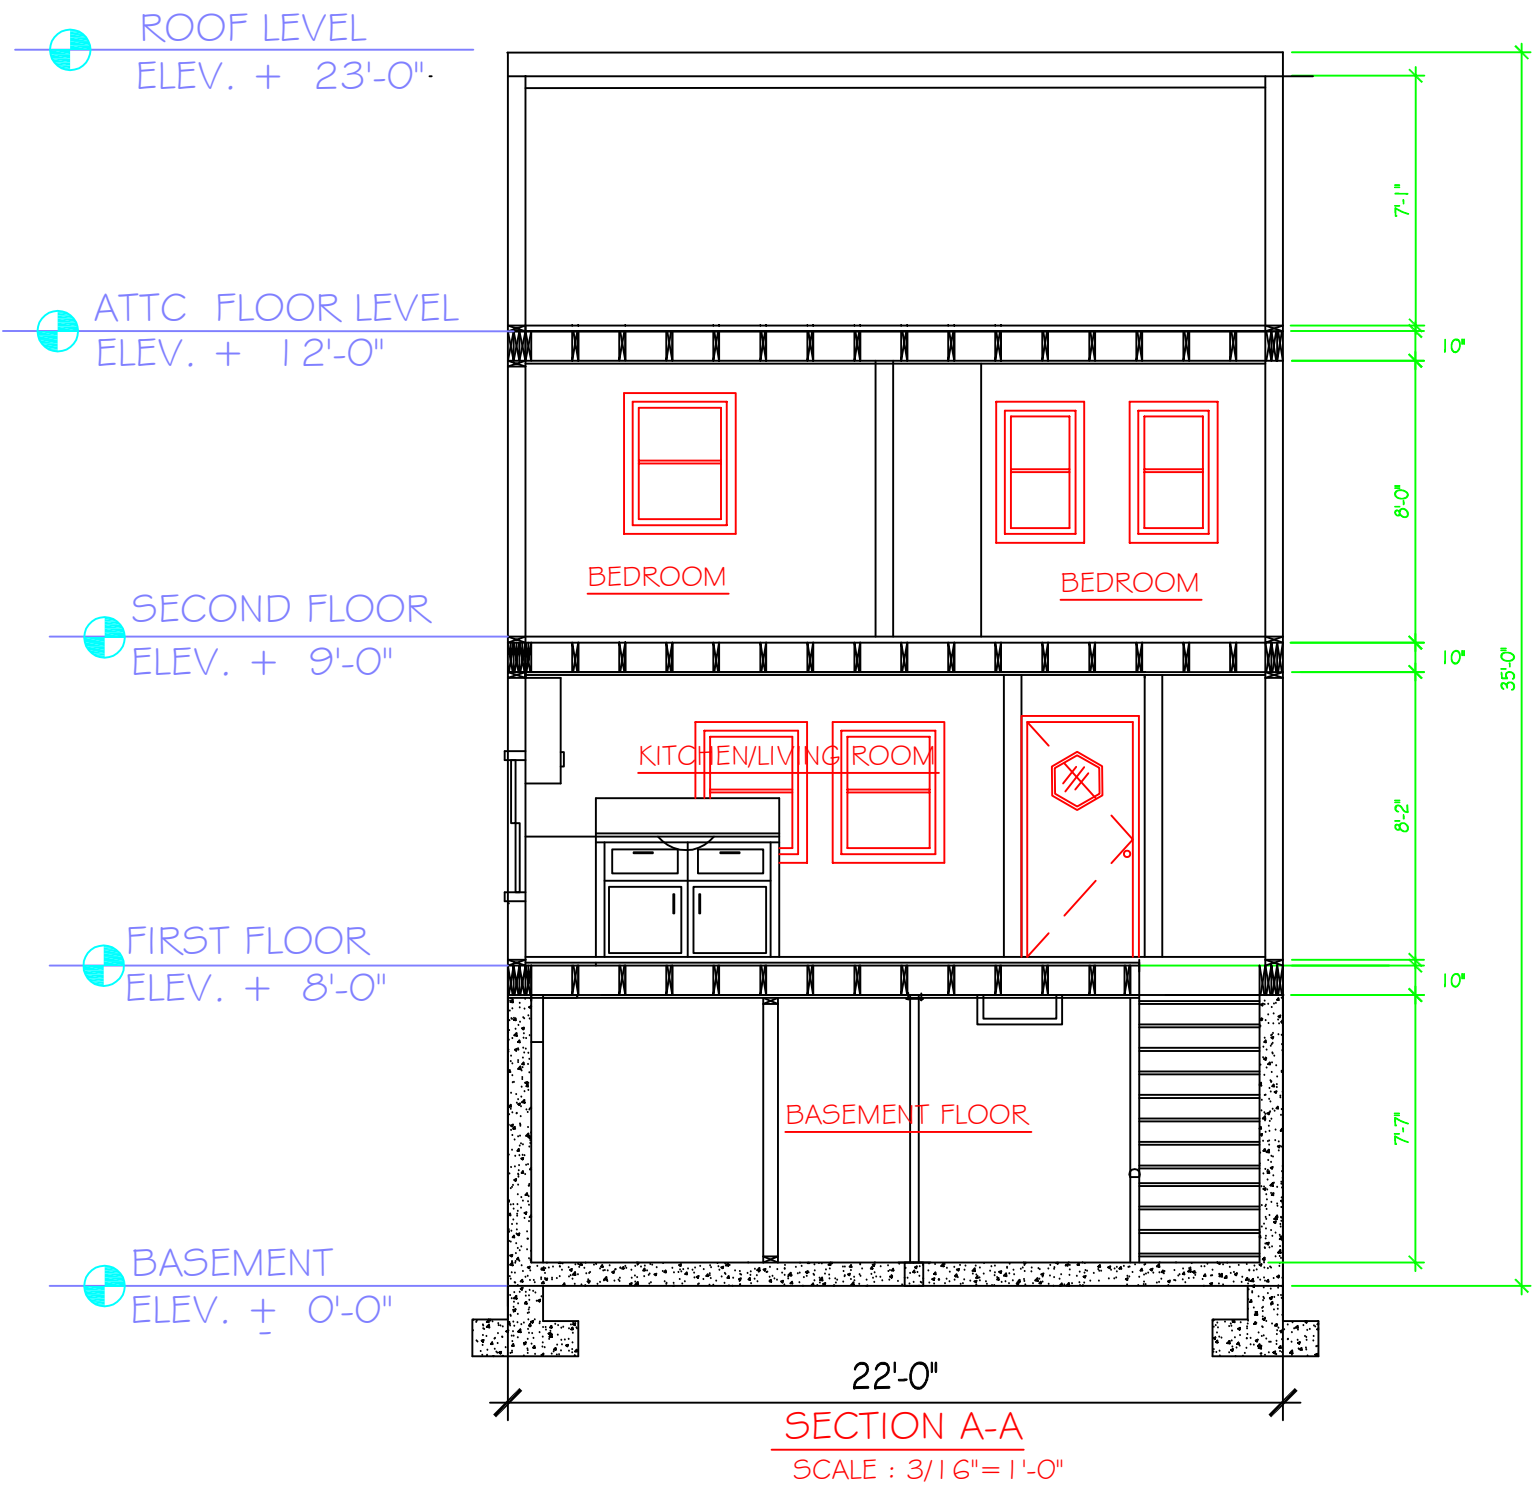 ROOF LEVEL
ELEV. + 23'-0"
7'-1"
ATTC FLOOR LEVEL
ELEV. + 12'-0"
10"
8'-0"
BEDROOM
BEDROOM
SECOND FLOOR
ELEV. + 9'-0"
10"
35'-0"
KITCHEN/LIVING ROOM
8'-2"
FIRST FLOOR
ELEV. + 8'-0"
10"
BASEMENT FLOOR
7'-7"
BASEMENT
ELEV. ± 0'-0"
22'-0"
SECTION A-A
SCALE : 3/16"=1'-0"